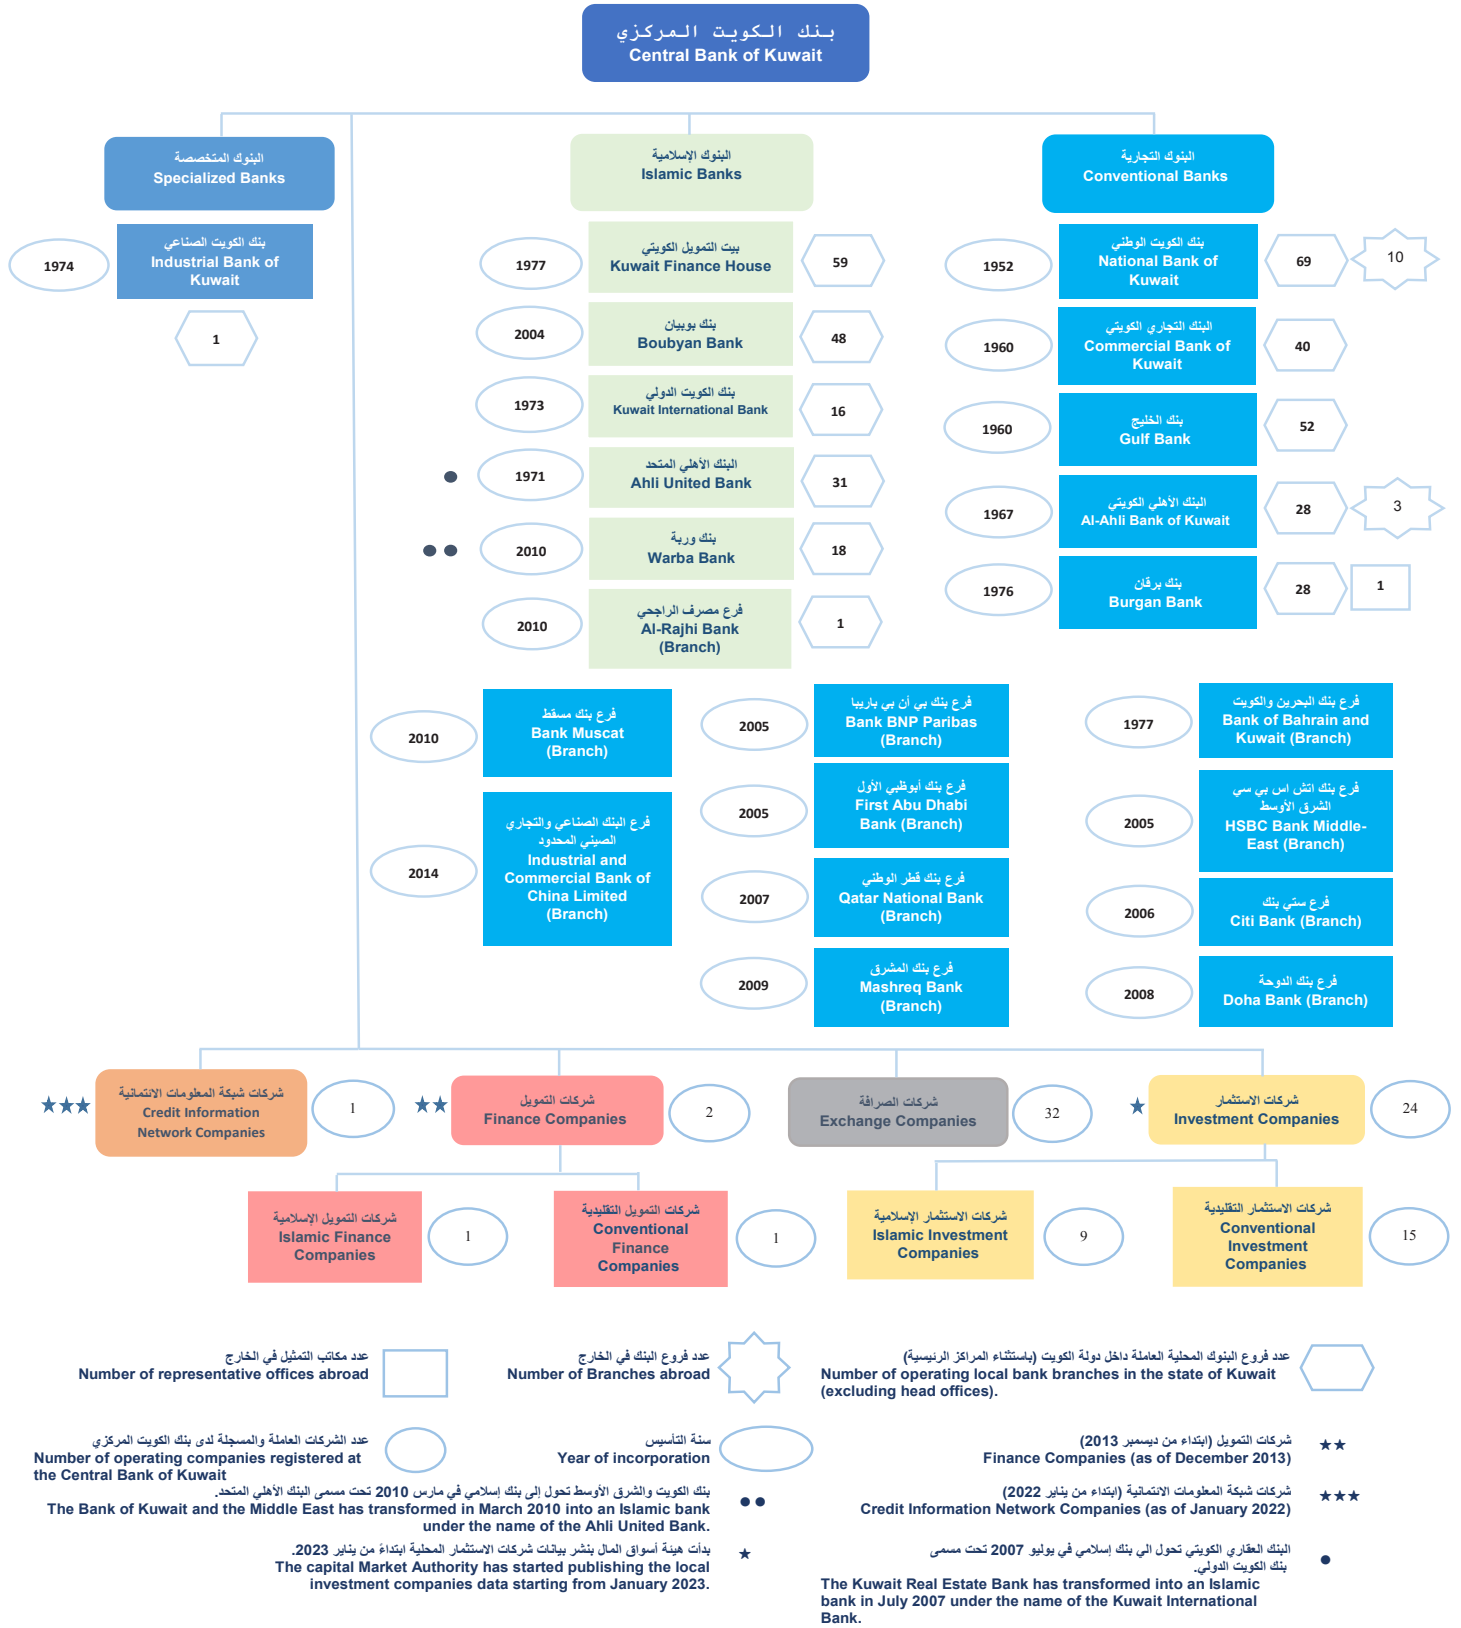 بنك الكويت المركزي
Central Bank of Kuwait
البنوك المتخصصة
Specialized Banks
البنوك الإسلامية
Islamic Banks
البنوك التجارية
Conventional Banks
1974
بنك الكويت الصناعي
Industrial Bank of
Kuwait
1
1977
بيت التمويل الكويتي
Kuwait Finance House
59
2004
بنك بوبيان
Boubyan Bank
48
1973
بنك الكويت الدولي
Kuwait International Bank
16
●
1971
البنك الأهلي المتحد
Ahli United Bank
31
● ●
2010
بنك وربة
Warba Bank
18
2010
فرع مصرف الراجحي
Al-Rajhi Bank
(Branch)
1
1952
بنك الكويت الوطني
National Bank of
Kuwait
69
10
1960
البنك التجاري الكويتي
Commercial Bank of
Kuwait
40
1960
بنك الخليج
Gulf Bank
52
1967
البنك الأهلي الكويتي
Al-Ahli Bank of Kuwait
28
3
1976
بنك برقان
Burgan Bank
28
1
2010
فرع بنك مسقط
Bank Muscat
(Branch)
2014
فرع البنك الصناعي والتجاري
الصيني المحدود
Industrial and
Commercial Bank of
China Limited
(Branch)
2005
فرع بنك بي أن بي باريبا
Bank BNP Paribas
(Branch)
2005
فرع بنك أبوظبي الأول
First Abu Dhabi
Bank (Branch)
2007
فرع بنك قطر الوطني
Qatar National Bank
(Branch)
2009
فرع بنك المشرق
Mashreq Bank
(Branch)
1977
فرع بنك البحرين والكويت
Bank of Bahrain and
Kuwait (Branch)
2005
فرع بنك اتش اس بي سي
الشرق الأوسط
HSBC Bank Middle-
East (Branch)
2006
فرع ستي بنك
Citi Bank (Branch)
2008
فرع بنك الدوحة
Doha Bank (Branch)
★★★
شركات شبكة المعلومات الائتمانية
Credit Information
Network Companies
1
★★
شركات التمويل
Finance Companies
2
شركات الصرافة
Exchange Companies
32
★
شركات الاستثمار
Investment Companies
24
شركات التمويل الإسلامية
Islamic Finance
Companies
1
شركات التمويل التقليدية
Conventional
Finance
Companies
1
شركات الاستثمار الإسلامية
Islamic Investment
Companies
9
شركات الاستثمار التقليدية
Conventional
Investment
Companies
15
عدد مكاتب التمثيل في الخارج
Number of representative offices abroad
عدد فروع البنك في الخارج
Number of Branches abroad
عدد فروع البنوك المحلية العاملة داخل دولة الكويت (باستثناء المراكز الرئيسية)
Number of operating local bank branches in the state of Kuwait
(excluding head offices).
عدد الشركات العاملة والمسجلة لدى بنك الكويت المركزي
Number of operating companies registered at
the Central Bank of Kuwait
سنة التأسيس
Year of incorporation
شركات التمويل (ابتداء من ديسمبر 2013)
Finance Companies (as of December 2013)
★★
بنك الكويت والشرق الأوسط تحول إلى بنك إسلامي في مارس 2010 تحت مسمى البنك الأهلي المتحد.
The Bank of Kuwait and the Middle East has transformed in March 2010 into an Islamic bank
under the name of the Ahli United Bank.
● ●
شركات شبكة المعلومات الائتمانية (ابتداء من يناير 2022)
Credit Information Network Companies (as of January 2022)
★★★
بدأت هيئة أسواق المال بنشر بيانات شركات الاستثمار المحلية ابتداءً من يناير 2023.
The capital Market Authority has started publishing the local
investment companies data starting from January 2023.
★
البنك العقاري الكويتي تحول الي بنك إسلامي في يوليو 2007 تحت مسمى
بنك الكويت الدولي.
The Kuwait Real Estate Bank has transformed into an Islamic
bank in July 2007 under the name of the Kuwait International
Bank.
●